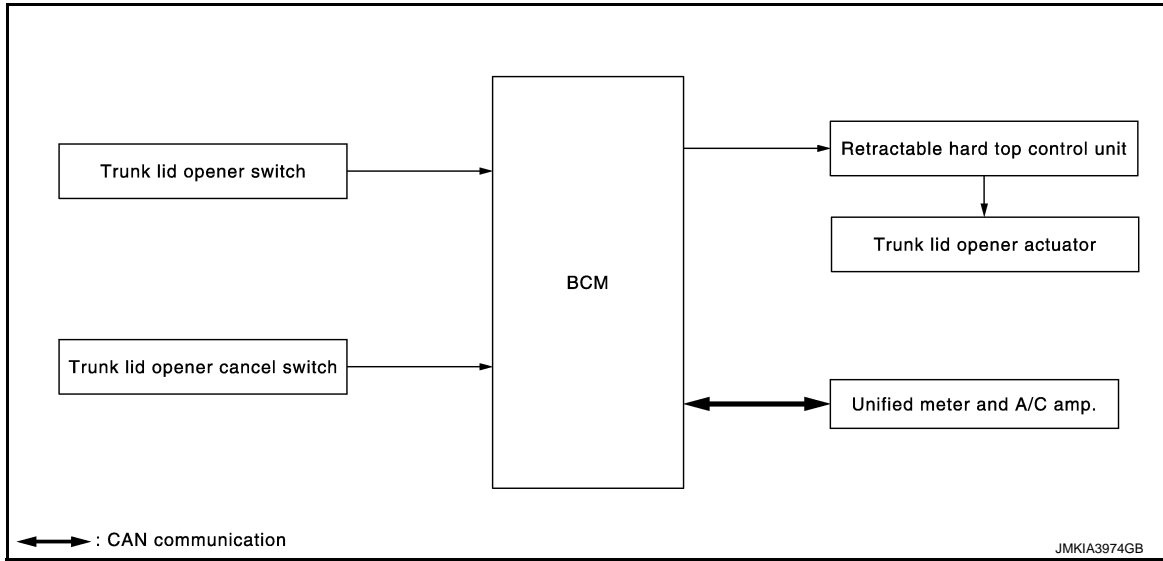 Trunk lid opener switch
Trunk lid opener cancel switch
BCM
Retractable hard top control unit
Trunk lid opener actuator
Unified meter and A/C amp.
: CAN communication
JMKIA3974GB